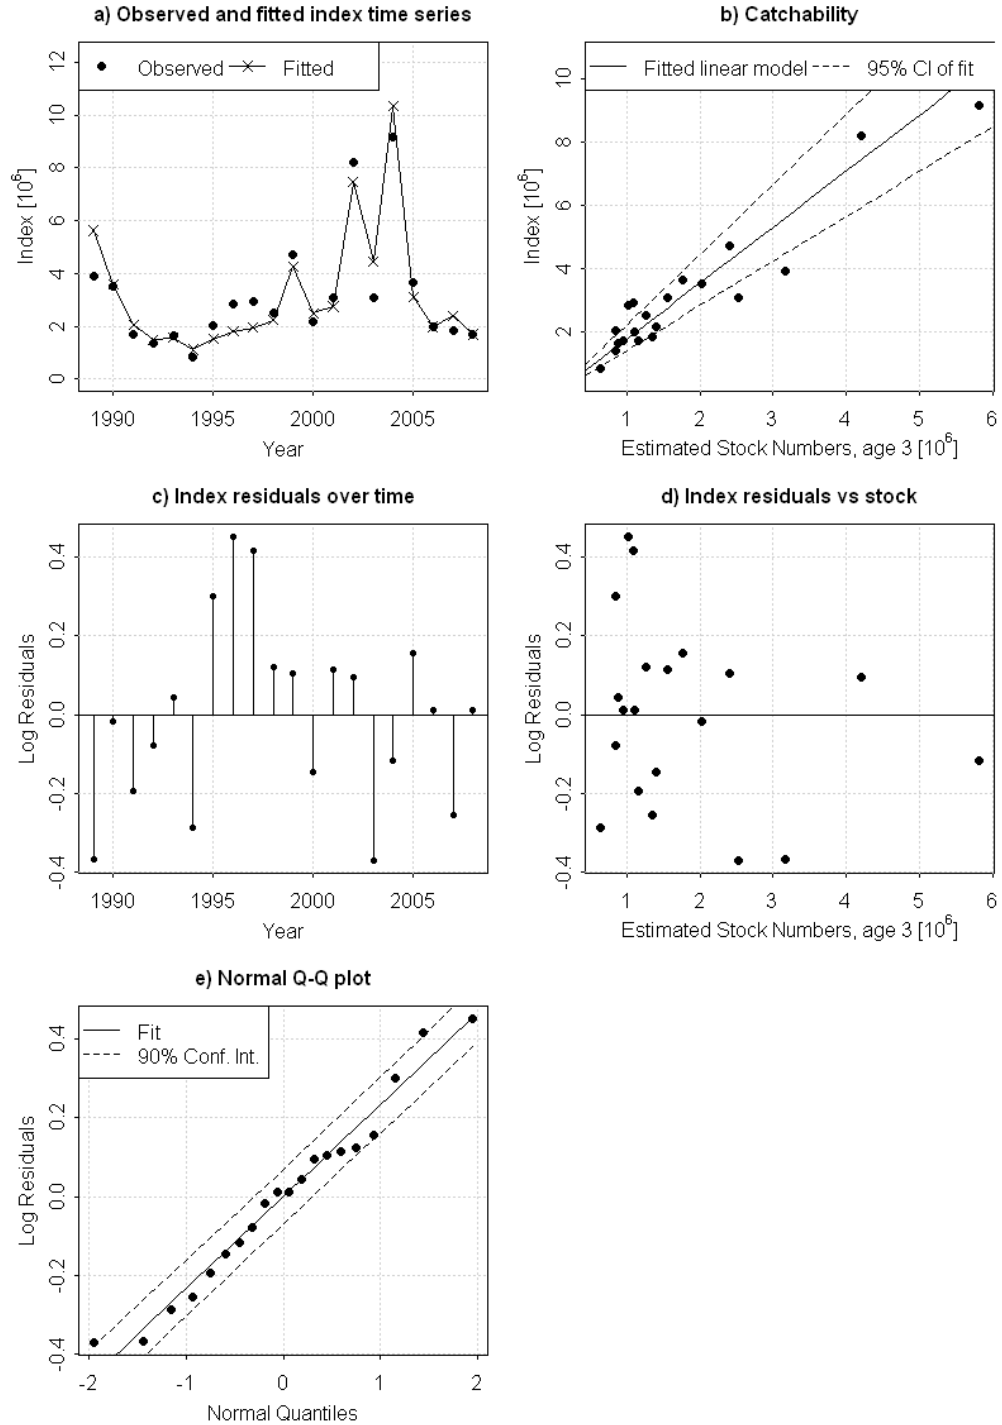 a) Observed and fitted index time series
Observed Fitted
12
10
8
6
4
2
0
Index [10^6]
1990 1995 2000 2005
Year
b) Catchability
Fitted linear model 95% CI of fit
10
8
6
4
2
Index [10^6]
1 2 3 4 5 6
Estimated Stock Numbers, age 3 [10^6]
c) Index residuals over time
0.4
0.2
0.0
-0.2
-0.4
Log Residuals
1990 1995 2000 2005
Year
d) Index residuals vs stock
0.4
0.2
0.0
-0.2
-0.4
Log Residuals
1 2 3 4 5 6
Estimated Stock Numbers, age 3 [10^6]
e) Normal Q-Q plot
Fit
90% Conf. Int.
0.4
0.2
0.0
-0.2
-0.4
Log Residuals
-2 -1 0 1 2
Normal Quantiles